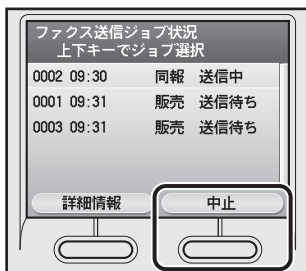 ファクス送信ジョブ状況
上下キーでジョブ選択
0002 09:30 同報 送信中
0001 09:31 販売 送信待ち
0003 09:31 販売 送信待ち
詳細情報 中止